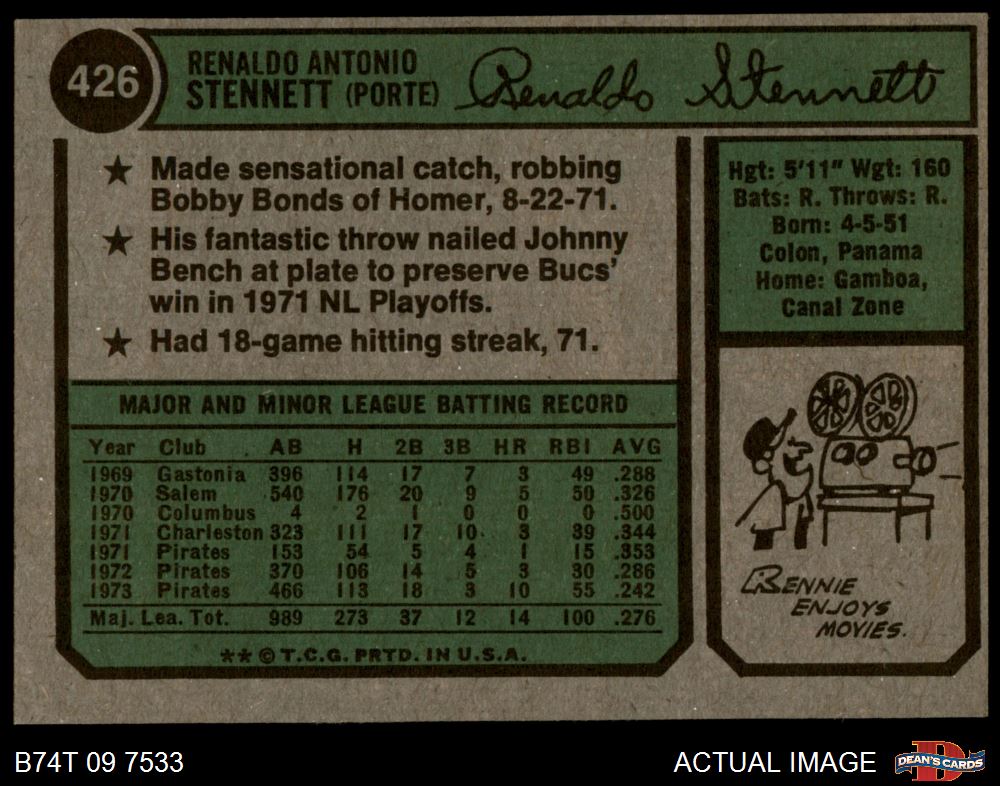 426
RENALDO ANTONIO
STENNETT (PORTE)
Renaldo Stennett
★ Made sensational catch, robbing
Bobby Bonds of Homer, 8-22-71.
★ His fantastic throw nailed Johnny
Bench at plate to preserve Bucs'
win in 1971 NL Playoffs.
★ Had 18-game hitting streak, 71.
Hgt: 5'11" Wgt: 160
Bats: R. Throws: R.
Born: 4-5-51
Colon, Panama
Home: Gamboa,
Canal Zone
MAJOR AND MINOR LEAGUE BATTING RECORD
Year Club AB H 2B 3B HR RBI AVG
1969 Gastonia 396 114 17 7 3 49 .288
1970 Salem 540 176 20 9 5 50 .326
1970 Columbus 4 2 1 0 0 0 .500
1971 Charleston 323 111 17 10 3 39 .344
1971 Pirates 153 54 5 4 1 15 .353
1972 Pirates 370 106 14 5 3 30 .286
1973 Pirates 466 113 18 3 10 55 .242
Maj. Lea. Tot. 989 273 37 12 14 100 .276
** © T.C.G. PRTD. IN U.S.A.
RENNIE
ENJOYS
MOVIES.
B74T 09 7533
ACTUAL IMAGE
DEAN'S CARDS